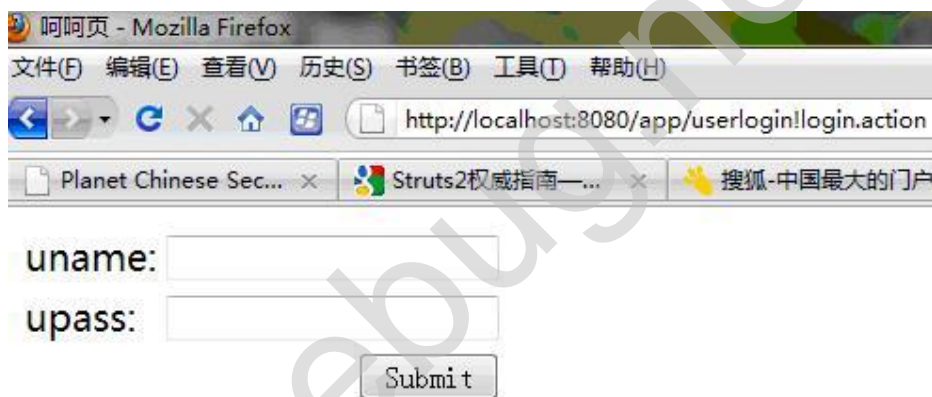 呵呵页 - Mozilla Firefox
文件(F) 编辑(E) 查看(V) 历史(S) 书签(B) 工具(T) 帮助(H)
http://localhost:8080/app/userlogin!login.action
Planet Chinese Sec... × Struts2权威指南—... × 搜狐-中国最大的门户
uname:
upass:
Submit